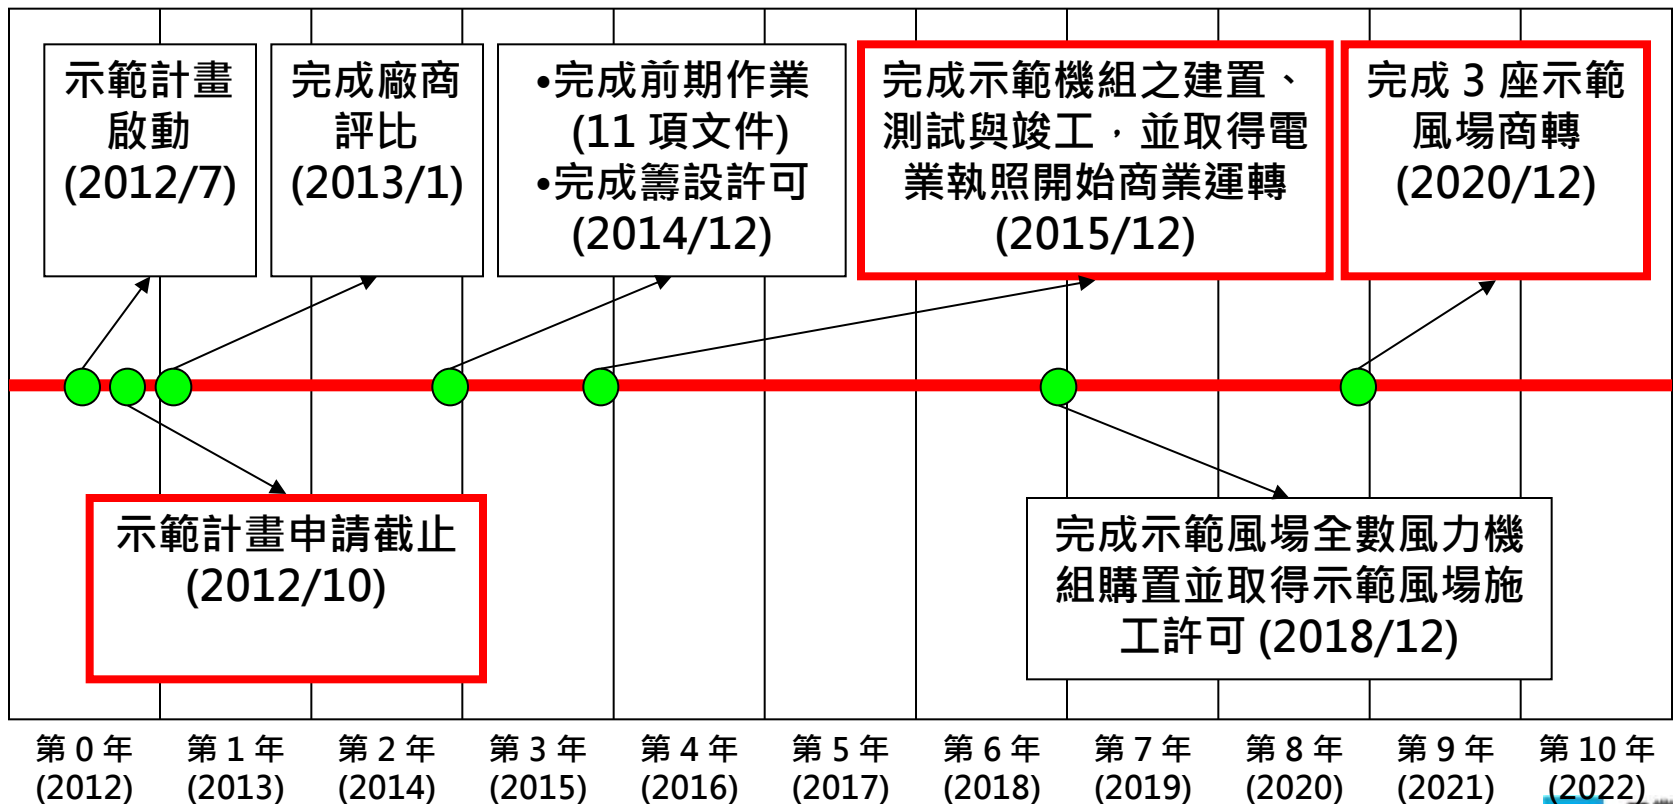 示範計畫
啟動
(2012/7)
完成廠商
評比
(2013/1)
•完成前期作業
(11 項文件)
•完成籌設許可
(2014/12)
完成示範機組之建置、
測試與竣工，並取得電
業執照開始商業運轉
(2015/12)
完成 3 座示範
風場商轉
(2020/12)
示範計畫申請截止
(2012/10)
完成示範風場全數風力機
組購置並取得示範風場施
工許可 (2018/12)
第 0 年
(2012)
第 1 年
(2013)
第 2 年
(2014)
第 3 年
(2015)
第 4 年
(2016)
第 5 年
(2017)
第 6 年
(2018)
第 7 年
(2019)
第 8 年
(2020)
第 9 年
(2021)
第 10 年
(2022)